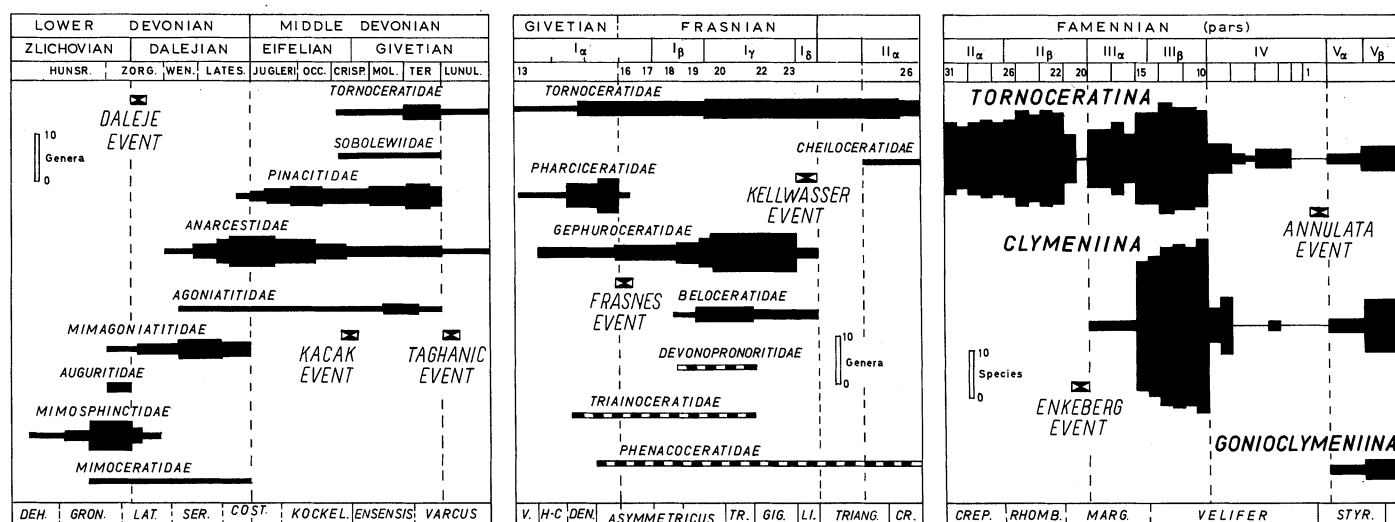 LOWER DEVONIAN MIDDLE DEVONIAN
ZLICHOVIAN DALEJIAN EIFELIAN GIVETIAN
HUNSR. ZORG. WEN. LATES. JUGLERI OCC. CRISP. MOL. TER LUNUL.
TORNOCERATIDAE
DALEJE
EVENT
10
Genera
0
SOBOLEWIIDAE
PINACITIDAE
ANARCESTIDAE
AGONIATITIDAE
MIMAGONIATITIDAE
KACAK
EVENT
TAGHANIC
EVENT
AUGURITIDAE
MIMOSPHINCTIDAE
MIMOCERATIDAE
DEH. GRON. LAT. SER. COST. KOCKEL. ENSENSIS VARCUS
GIVETIAN FRASNIAN
Iα Iβ Iγ Iδ IIα
13 16 17 18 19 20 22 23 26
TORNOCERATIDAE
CHEILOCERATIDAE
PHARCICERATIDAE
KELLWASSER
EVENT
GEPHUROCERATIDAE
FRASNES
EVENT
BELOCERATIDAE
DEVONOPRONORITIDAE
10
Genera
0
TRIAINOCERATIDAE
PHENACOCERATIDAE
V. H-C DEN. ASYMMETRICUS TR. GIG. LI. TRIANG. CR.
FAMENNIAN (pars)
IIα IIβ IIIα IIIβ IV Vα Vβ
31 26 22 20 15 10 1
TORNOCERATINA
ANNULATA
EVENT
CLYMENIINA
10
Species
0
ENKEBERG
EVENT
GONIOCLYMENIINA
CREP. RHOMB. MARG. VELIFER STYR.